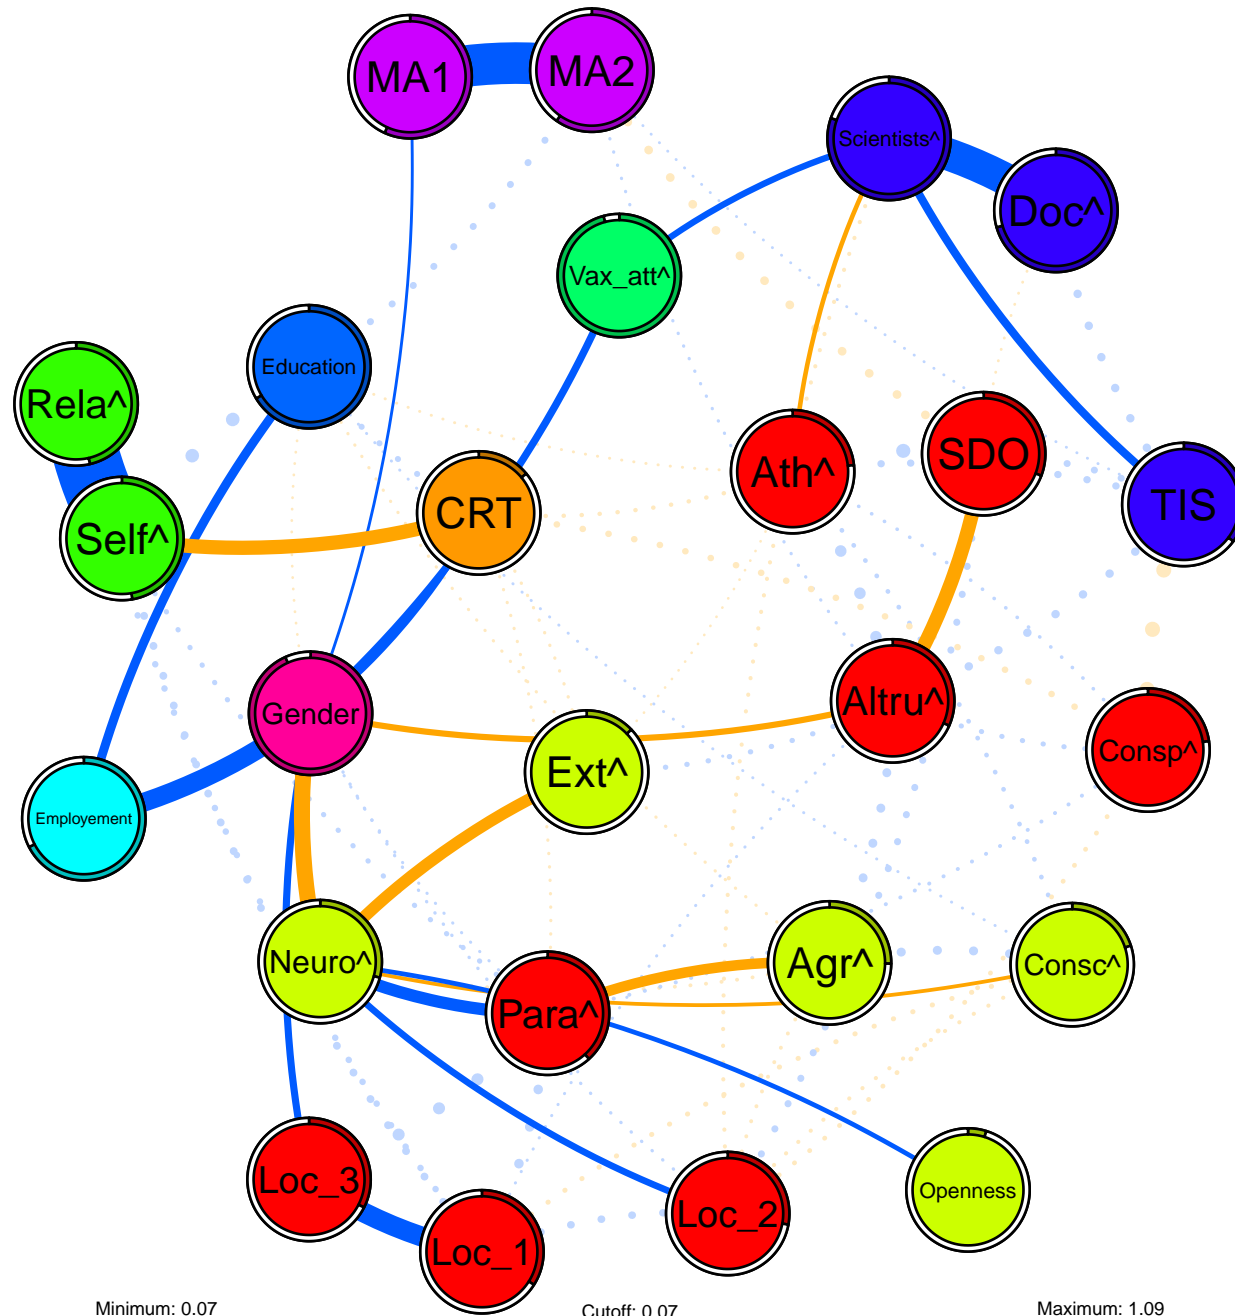 MA1
MA2
Scientists^
Doc^
Vax_att^
Education
Rela^
Ath^
SDO
CRT
TIS
Self^
Altru^
Gender
Consp^
Ext^
Employement
Neuro^
Agr^
Consc^
Para^
Loc_3
Openness
Loc_2
Loc_1
Minimum: 0.07
Cutoff: 0.07
Maximum: 1.09